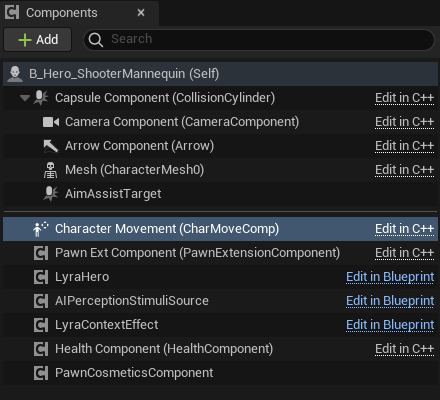 Components
Add
Search
B_Hero_ShooterMannequin (Self)
Capsule Component (CollisionCylinder) Edit in C++
Camera Component (CameraComponent) Edit in C++
Arrow Component (Arrow) Edit in C++
Mesh (CharacterMesh0) Edit in C++
AimAssistTarget
Character Movement (CharMoveComp) Edit in C++
Pawn Ext Component (PawnExtensionComponent) Edit in C++
LyraHero Edit in Blueprint
AIPerceptionStimuliSource Edit in Blueprint
LyraContextEffect Edit in Blueprint
Health Component (HealthComponent) Edit in C++
PawnCosmeticsComponent